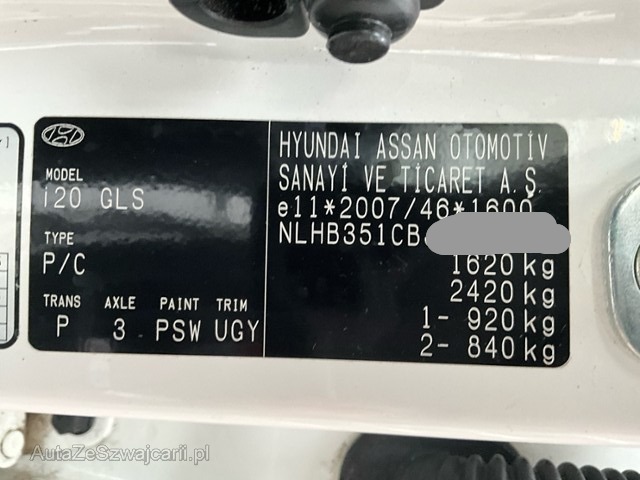 MODEL
i20 GLS
TYPE
P/C
TRANS AXLE PAINT TRIM
P 3 PSW UGY
HYUNDAI ASSAN OTOMOTİV
SANAYİ VE TİCARET A.Ş.
e11*2007/46*1600
NLHB351CB
1620 kg
2420 kg
1- 920 kg
2- 840 kg
AutaZeSzwajcarii.pl